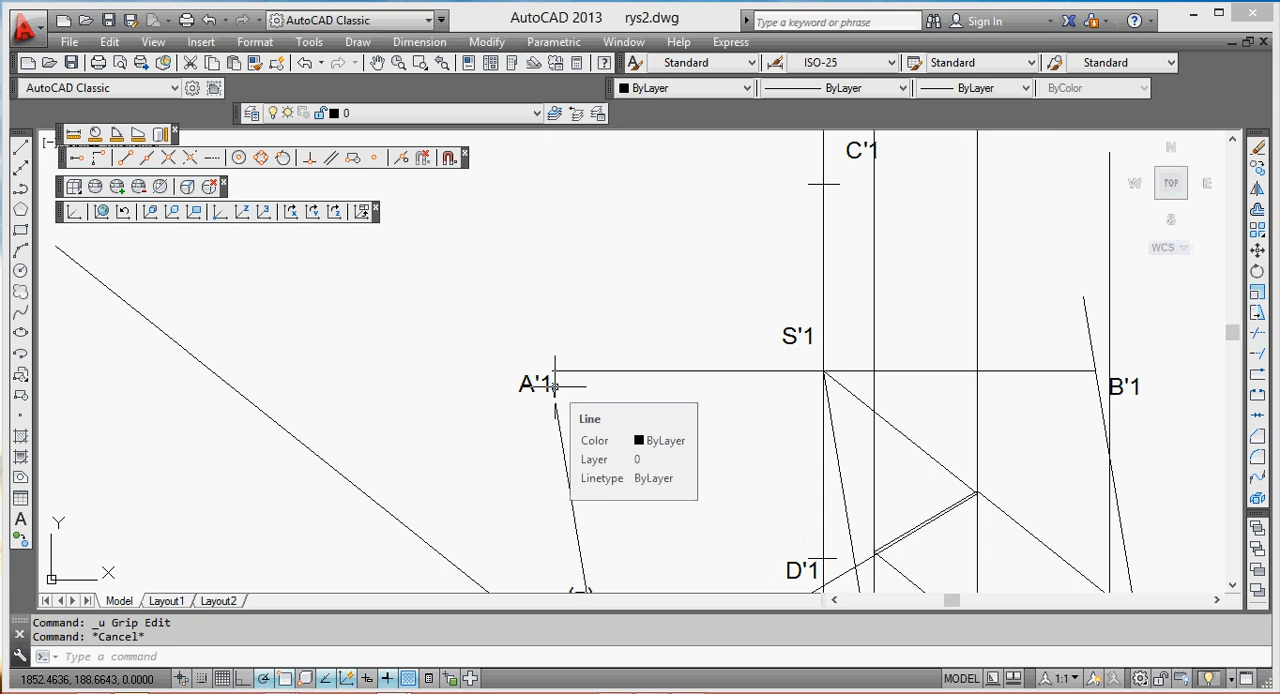 AutoCAD Classic
AutoCAD 2013 rys2.dwg
Type a keyword or phrase
Sign In
File Edit View Insert Format Tools Draw Dimension Modify Parametric Window Help Express
Standard ISO-25 Standard Standard
AutoCAD Classic
ByLayer ByLayer ByLayer ByColor
0
C'1
N
W TOP E
S
WCS
S'1
A'1
B'1
Line
Color ByLayer
Layer 0
Linetype ByLayer
D'1
Y
X
Model Layout1 Layout2
Command: _u Grip Edit
Command: *Cancel*
Type a command
1852.4636, 188.6643, 0.0000
MODEL
1:1